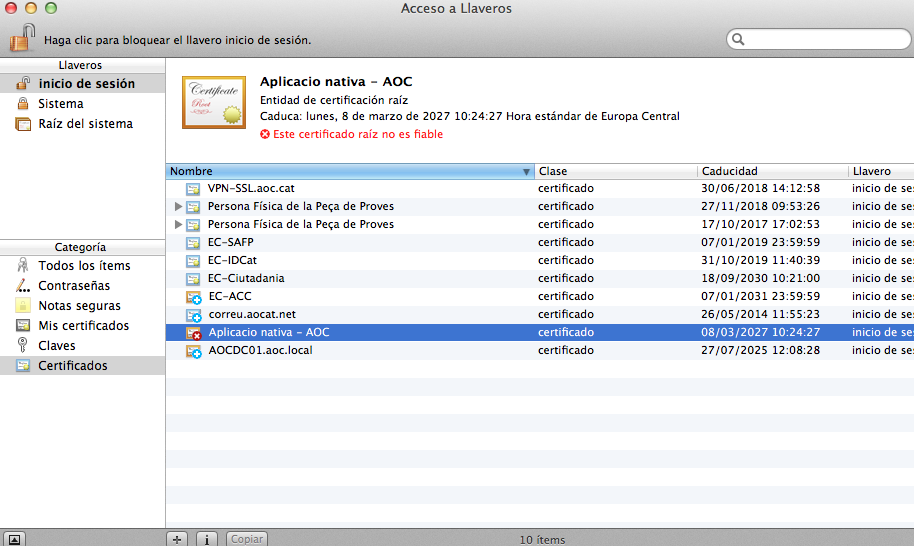 Acceso a Llaveros
Haga clic para bloquear el llavero inicio de sesión.
Llaveros
inicio de sesión
Sistema
Raíz del sistema
Certificate
Root
Aplicacio nativa – AOC
Entidad de certificación raíz
Caduca: lunes, 8 de marzo de 2027 10:24:27 Hora estándar de Europa Central
Este certificado raíz no es fiable
Nombre Clase Caducidad Llavero
VPN-SSL.aoc.cat certificado 30/06/2018 14:12:58 inicio de se
Persona Física de la Peça de Proves certificado 27/11/2018 09:53:26 inicio de se
Persona Física de la Peça de Proves certificado 17/10/2017 17:02:53 inicio de se
EC-SAFP certificado 07/01/2019 23:59:59 inicio de se
EC-IDCat certificado 31/10/2019 11:40:39 inicio de se
EC-Ciutadania certificado 18/09/2030 10:21:00 inicio de se
EC-ACC certificado 07/01/2031 23:59:59 inicio de se
correu.aocat.net certificado 26/05/2014 11:55:23 inicio de se
Aplicacio nativa – AOC certificado 08/03/2027 10:24:27 inicio de se
AOCDC01.aoc.local certificado 27/07/2025 12:08:28 inicio de se
Categoría
Todos los ítems
Contraseñas
Notas seguras
Mis certificados
Claves
Certificados
Copiar
10 ítems